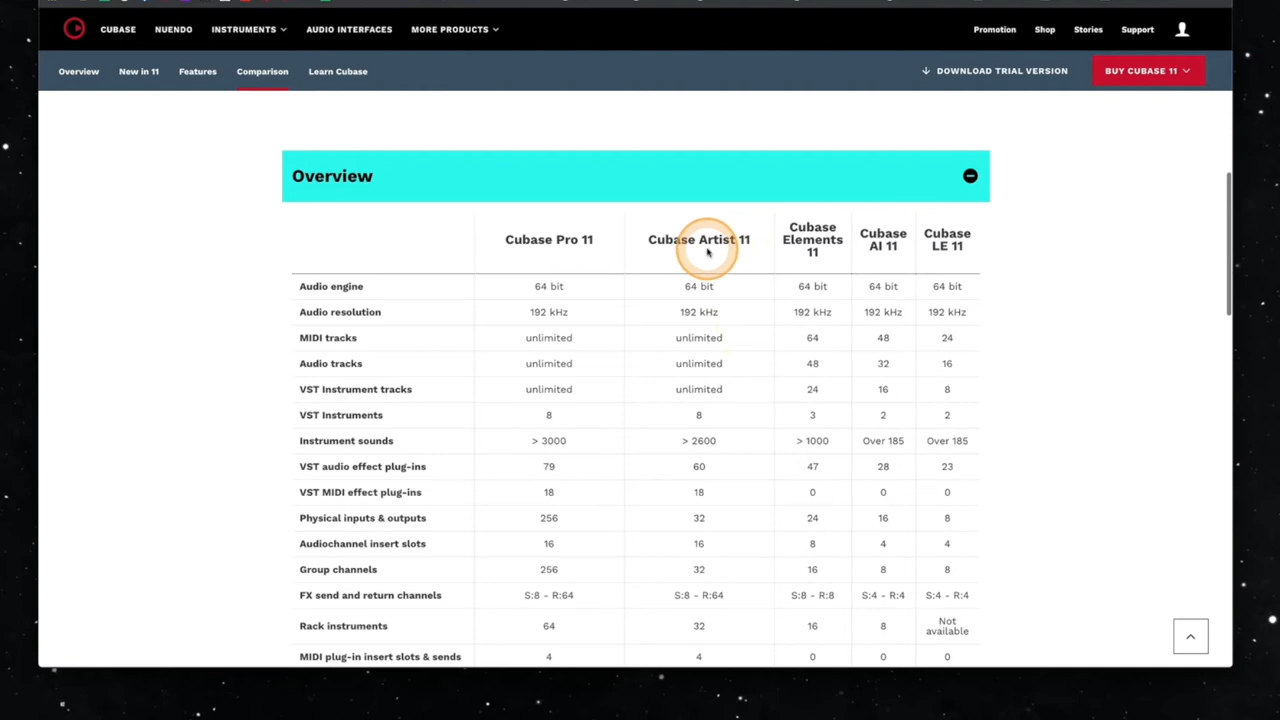 CUBASE NUENDO INSTRUMENTS AUDIO INTERFACES MORE PRODUCTS Promotion Shop Stories Support
Overview New in 11 Features Comparison Learn Cubase DOWNLOAD TRIAL VERSION BUY CUBASE 11
Overview
Cubase Pro 11 Cubase Artist 11 Cubase Elements 11 Cubase AI 11 Cubase LE 11
Audio engine 64 bit 64 bit 64 bit 64 bit 64 bit
Audio resolution 192 kHz 192 kHz 192 kHz 192 kHz 192 kHz
MIDI tracks unlimited unlimited 64 48 24
Audio tracks unlimited unlimited 48 32 16
VST Instrument tracks unlimited unlimited 24 16 8
VST Instruments 8 8 3 2 2
Instrument sounds > 3000 > 2600 > 1000 Over 185 Over 185
VST audio effect plug-ins 79 60 47 28 23
VST MIDI effect plug-ins 18 18 0 0 0
Physical inputs & outputs 256 32 24 16 8
Audiochannel insert slots 16 16 8 4 4
Group channels 256 32 16 8 8
FX send and return channels S:8 - R:64 S:8 - R:64 S:8 - R:8 S:4 - R:4 S:4 - R:4
Rack instruments 64 32 16 8 Not available
MIDI plug-in insert slots & sends 4 4 0 0 0